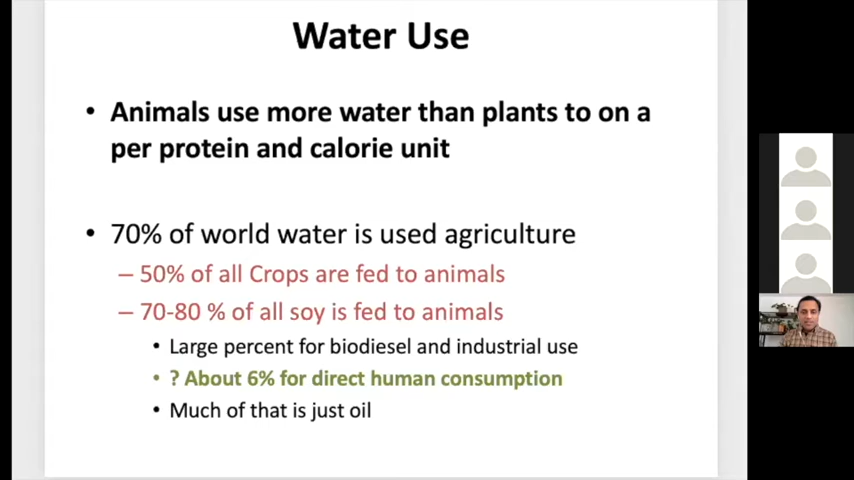 Water Use
• Animals use more water than plants to on a
per protein and calorie unit
• 70% of world water is used agriculture
– 50% of all Crops are fed to animals
– 70-80 % of all soy is fed to animals
• Large percent for biodiesel and industrial use
• ? About 6% for direct human consumption
• Much of that is just oil